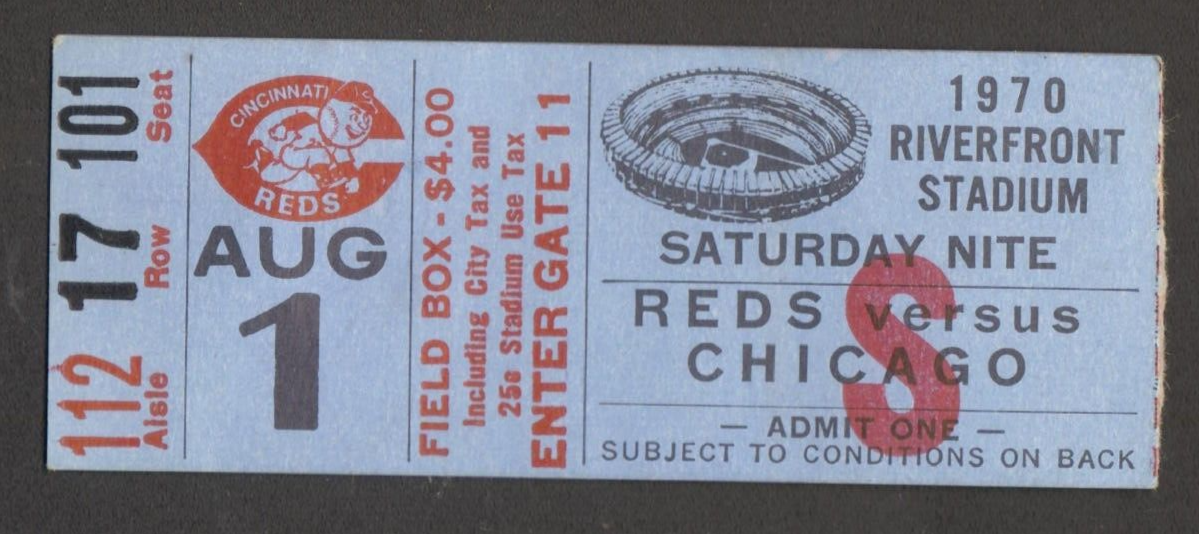 112 17 101
Aisle Row Seat
CINCINNATI
REDS
AUG
1
FIELD BOX - $4.00
Including City Tax and
25¢ Stadium Use Tax
ENTER GATE 11
1970
RIVERFRONT
STADIUM
SATURDAY NITE
REDS versus
CHICAGO
S
— ADMIT ONE —
SUBJECT TO CONDITIONS ON BACK